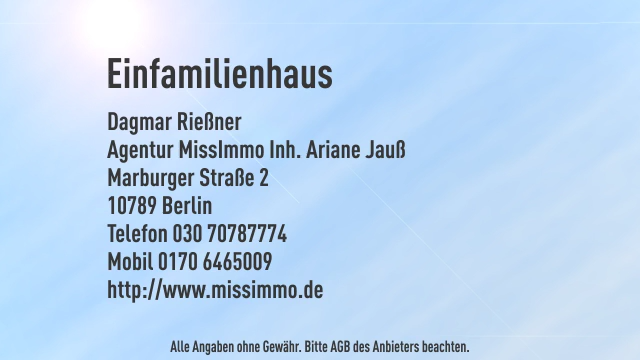 Einfamilienhaus
Dagmar Rießner
Agentur MissImmo Inh. Ariane Jauß
Marburger Straße 2
10789 Berlin
Telefon 030 70787774
Mobil 0170 6465009
http://www.missimmo.de
Alle Angaben ohne Gewähr. Bitte AGB des Anbieters beachten.